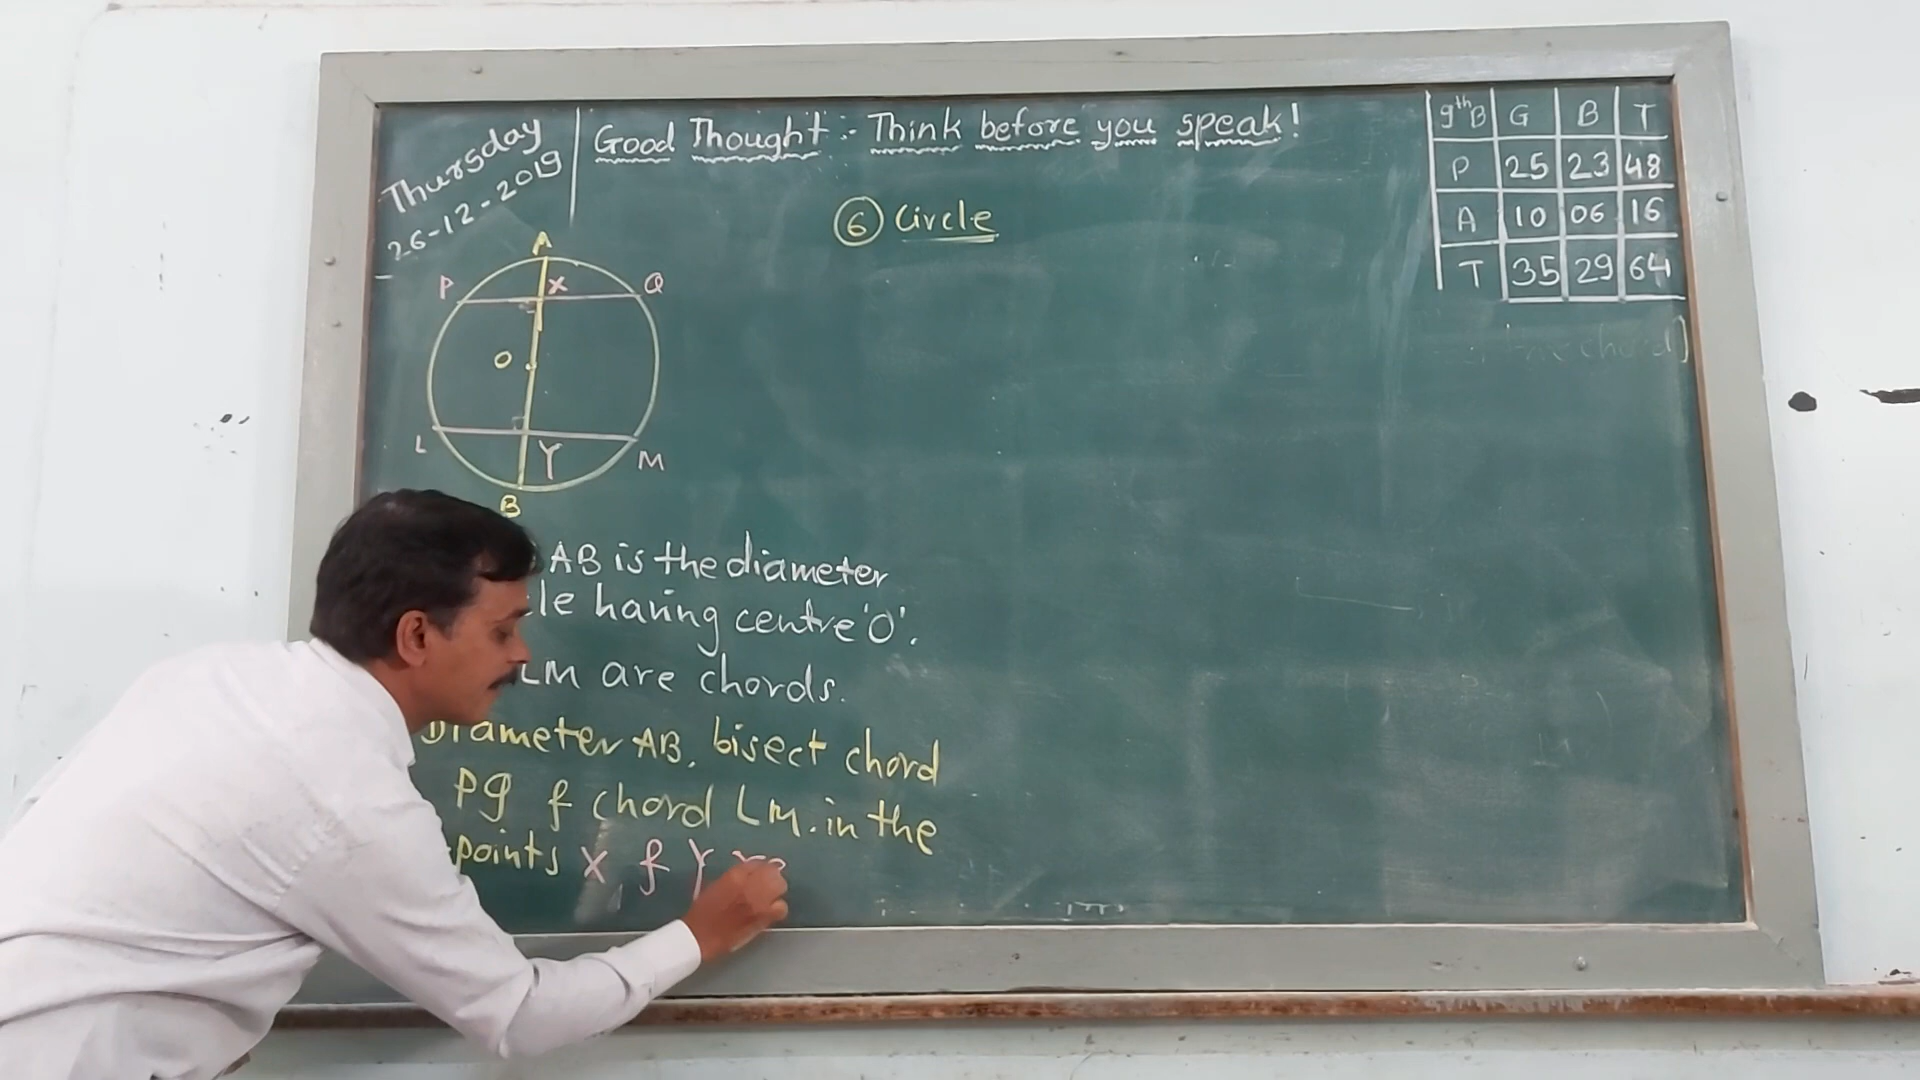 Thursday
26-12-2019
Good Thought :- Think before you speak!
9th B G B T
P 25 23 48
A 10 06 16
T 35 29 64
6 Circle
A
P X Q
O
L Y M
B
AB is the diameter
having centre 'O'.
LM are chords.
Diameter AB. bisect chord
PQ & chord LM. in the
points X & Y
chord]